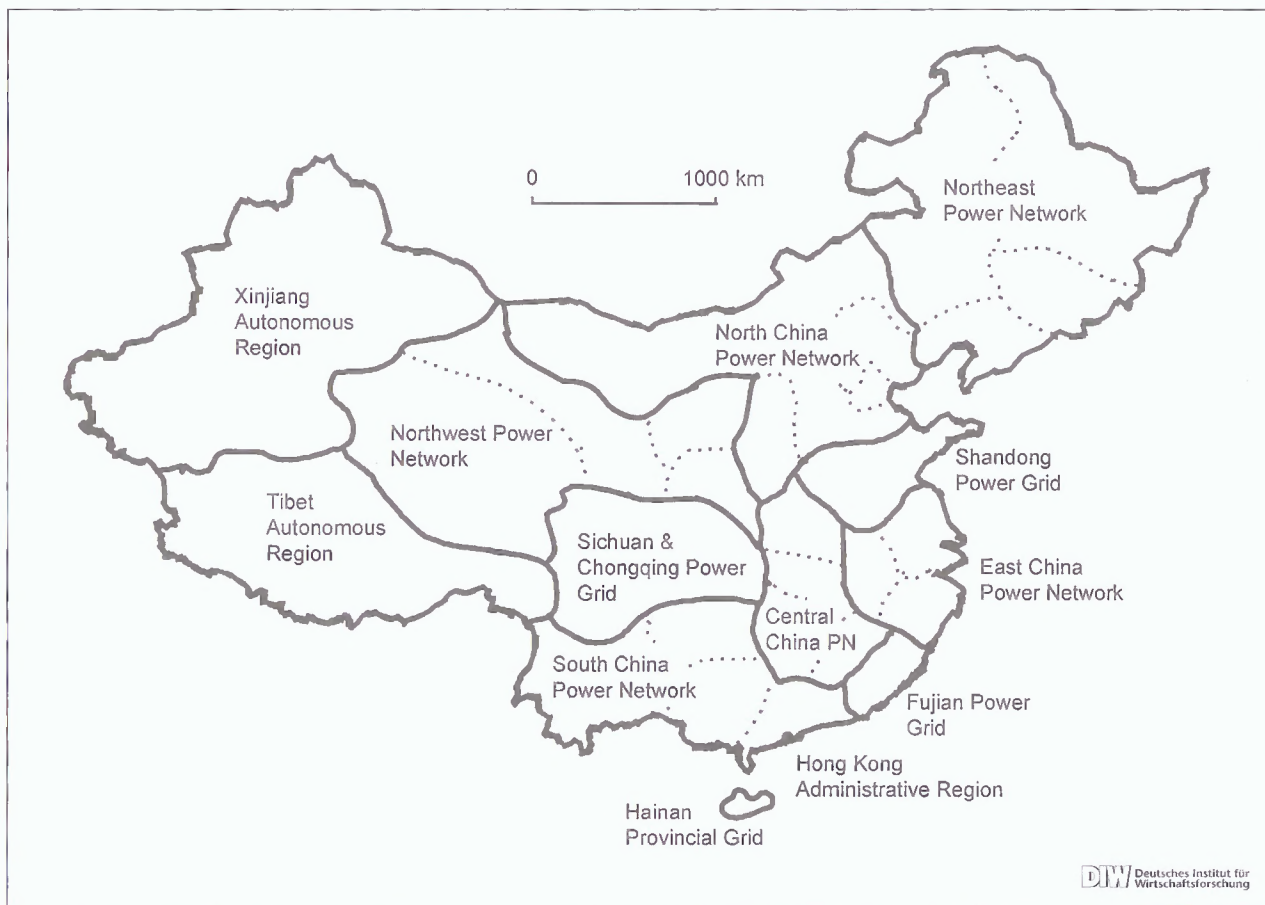 0 1000 km
Northeast
Power Network
Xinjiang
Autonomous
Region
North China
Power Network
Northwest Power
Network
Shandong
Power Grid
Tibet
Autonomous
Region
Sichuan &
Chongqing Power
Grid
East China
Power Network
Central
China PN
South China
Power Network
Fujian Power
Grid
Hong Kong
Administrative Region
Hainan
Provincial Grid
DIW Deutsches Institut für
Wirtschaftsforschung